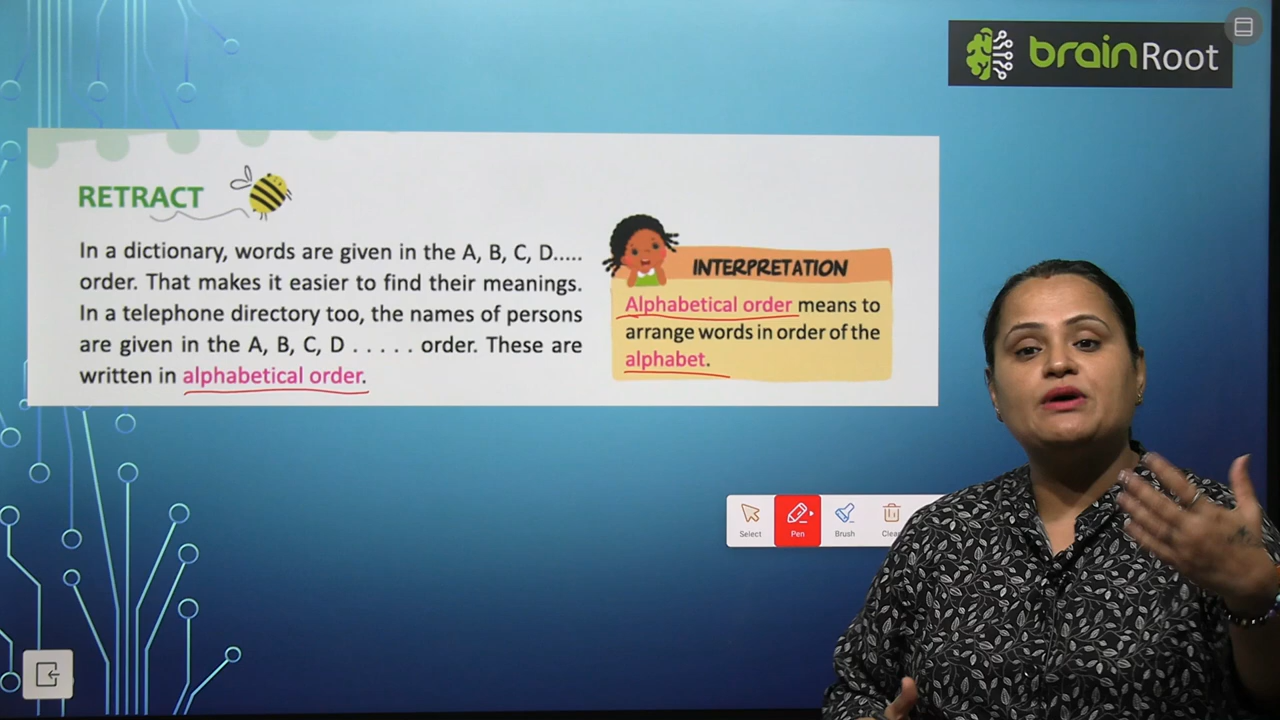 brainRoot
RETRACT
In a dictionary, words are given in the A, B, C, D.....
order. That makes it easier to find their meanings.
In a telephone directory too, the names of persons
are given in the A, B, C, D . . . . . order. These are
written in alphabetical order.
INTERPRETATION
Alphabetical order means to
arrange words in order of the
alphabet.
Select
Pen
Brush